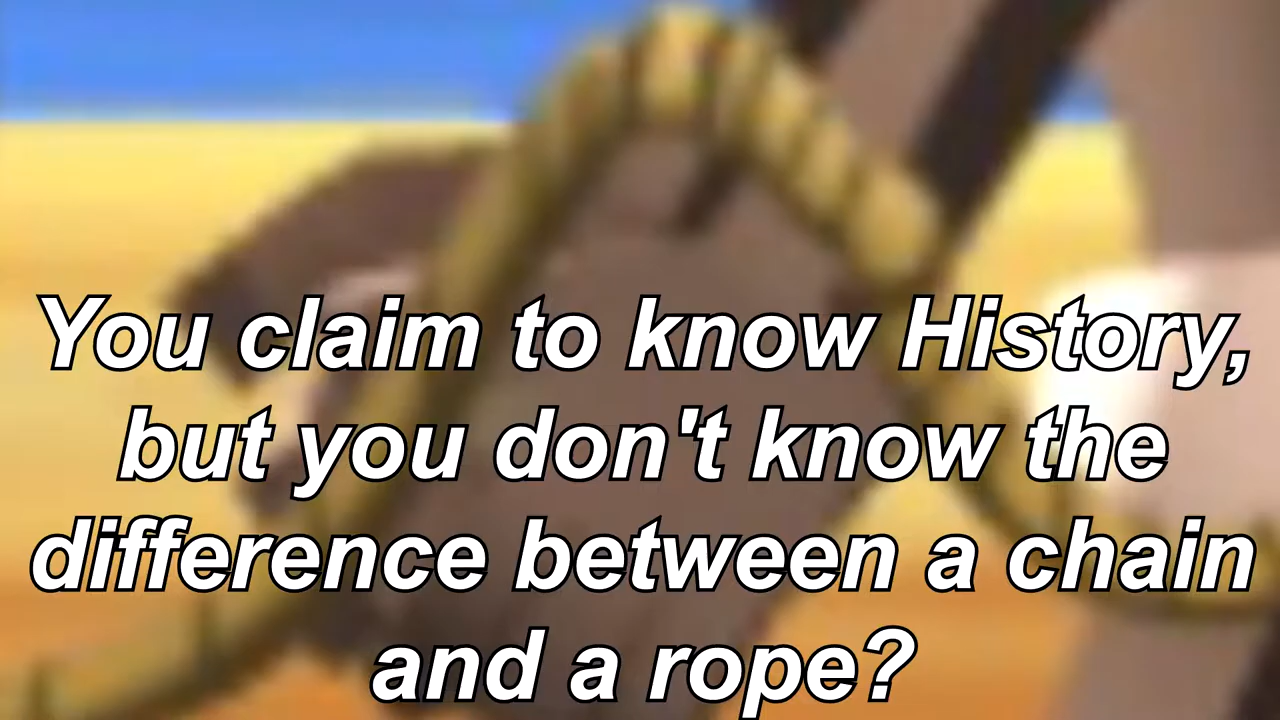 You claim to know History,
but you don't know the
difference between a chain
and a rope?